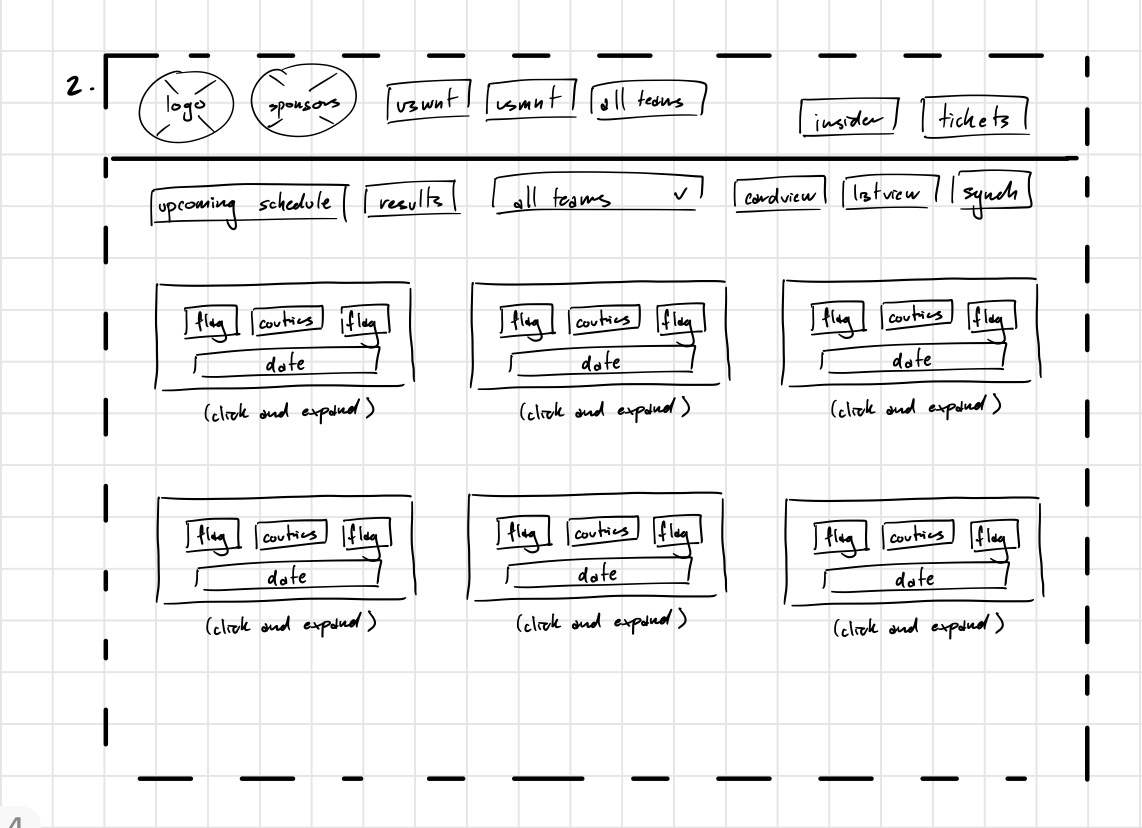 2.
logo sponsors uswnt usmnt all teams insider tickets
upcoming schedule results all teams cardview listview synch
flag coutries flag flag coutries flag flag coutries flag
date date date
(click and expand) (click and expand) (click and expand)
flag coutries flag flag coutries flag flag coutries flag
date date date
(click and expand) (click and expand) (click and expand)
4